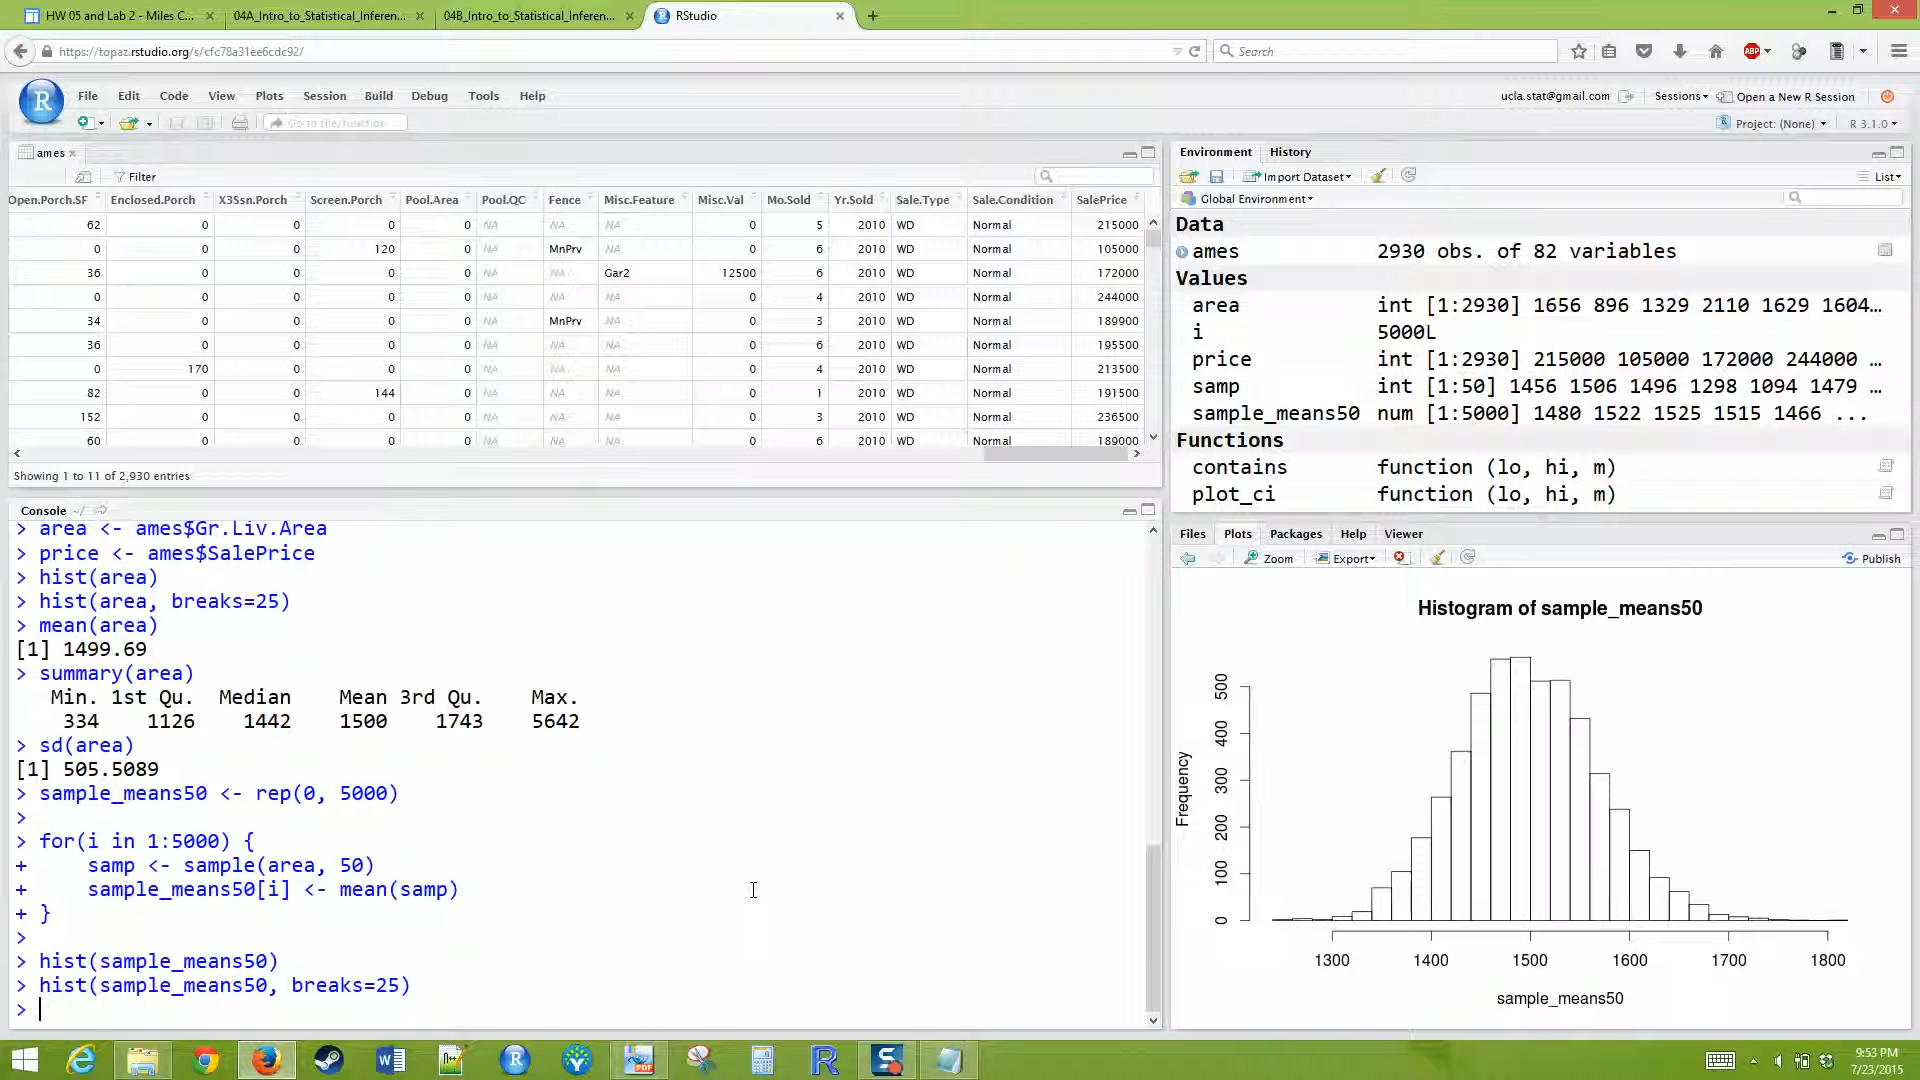 HW 05 and Lab 2 - Miles C...
04A_Intro_to_Statistical_Inferen...
04B_Intro_to_Statistical_Inferen...
RStudio
https://topaz.rstudio.org/s/cfc78a31ee6cdc92/
Search
ABP
File Edit Code View Plots Session Build Debug Tools Help
ucla.stat@gmail.com Sessions Open a New R Session
Go to file/function
Project: (None) R 3.1.0
ames
Filter
Open.Porch.SF Enclosed.Porch X3Ssn.Porch Screen.Porch Pool.Area Pool.QC Fence Misc.Feature Misc.Val Mo.Sold Yr.Sold Sale.Type Sale.Condition SalePrice
62 0 0 0 0 NA NA NA 0 5 2010 WD Normal 215000
0 0 0 120 0 NA MnPrv NA 0 6 2010 WD Normal 105000
36 0 0 0 0 NA NA Gar2 12500 6 2010 WD Normal 172000
0 0 0 0 0 NA NA NA 0 4 2010 WD Normal 244000
34 0 0 0 0 NA MnPrv NA 0 3 2010 WD Normal 189900
36 0 0 0 0 NA NA NA 0 6 2010 WD Normal 195500
0 170 0 0 0 NA NA NA 0 4 2010 WD Normal 213500
82 0 0 144 0 NA NA NA 0 1 2010 WD Normal 191500
152 0 0 0 0 NA NA NA 0 3 2010 WD Normal 236500
60 0 0 0 0 NA NA NA 0 6 2010 WD Normal 189000
Showing 1 to 11 of 2,930 entries
Console ~/
> area <- ames$Gr.Liv.Area
> price <- ames$SalePrice
> hist(area)
> hist(area, breaks=25)
> mean(area)
[1] 1499.69
> summary(area)
Min. 1st Qu. Median Mean 3rd Qu. Max.
334 1126 1442 1500 1743 5642
> sd(area)
[1] 505.5089
> sample_means50 <- rep(0, 5000)
>
> for(i in 1:5000) {
+ samp <- sample(area, 50)
+ sample_means50[i] <- mean(samp)
+ }
>
> hist(sample_means50)
> hist(sample_means50, breaks=25)
>
Environment History
Import Dataset
List
Global Environment
Data
ames 2930 obs. of 82 variables
Values
area int [1:2930] 1656 896 1329 2110 1629 1604…
i 5000L
price int [1:2930] 215000 105000 172000 244000 …
samp int [1:50] 1456 1506 1496 1298 1094 1479 …
sample_means50 num [1:5000] 1480 1522 1525 1515 1466 ...
Functions
contains function (lo, hi, m)
plot_ci function (lo, hi, m)
Files Plots Packages Help Viewer
Zoom Export Publish
Histogram of sample_means50
Frequency
500
400
300
200
100
0
1300 1400 1500 1600 1700 1800
sample_means50
9:53 PM
7/23/2015